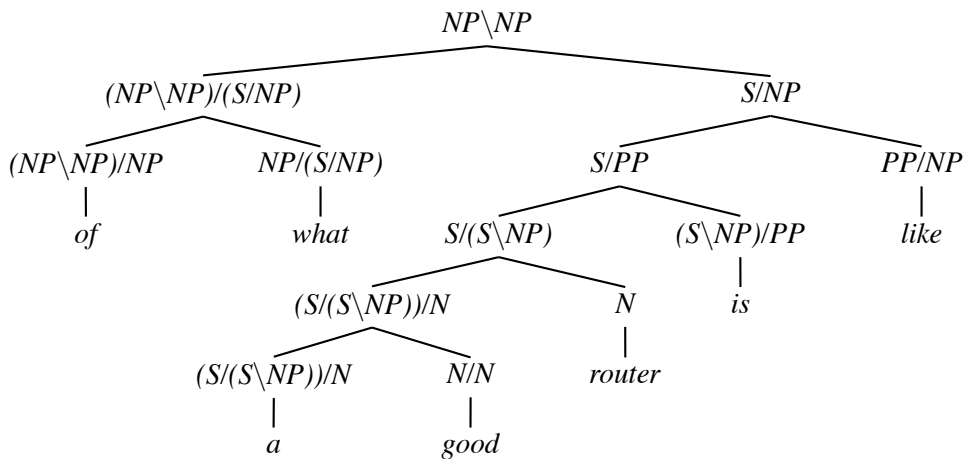 NP\NP
(NP\NP)/(S/NP) S/NP
(NP\NP)/NP NP/(S/NP) S/PP PP/NP
of what S/(S\NP) (S\NP)/PP like
(S/(S\NP))/N N is
(S/(S\NP))/N N/N router
a good